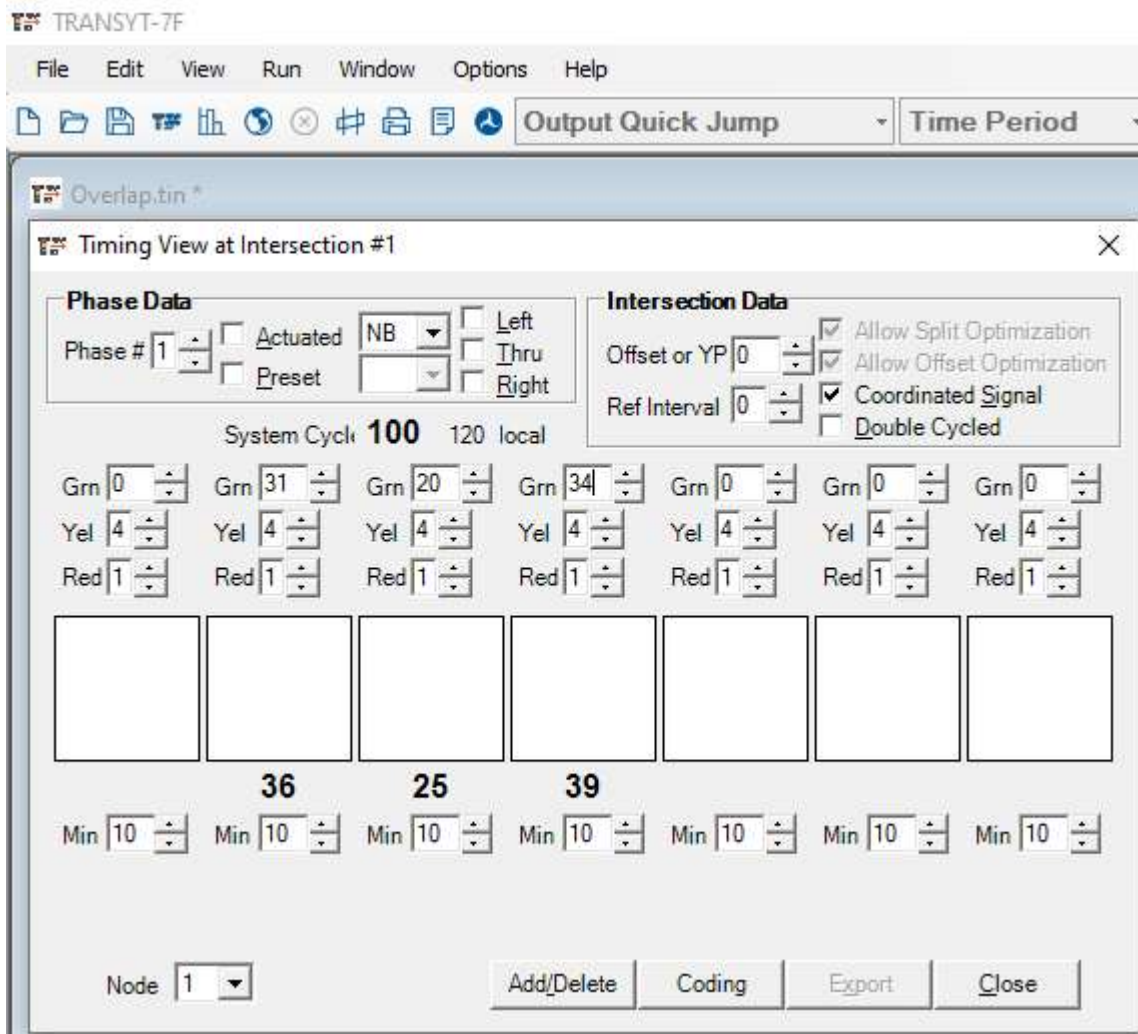 TRANSYT-7F
File Edit View Run Window Options Help
Output Quick Jump Time Period
Overlap.tin *
Timing View at Intersection #1
Phase Data
Phase # 1 Actuated NB Left
Thru
Preset Right
Intersection Data
Offset or YP 0 Allow Split Optimization
Allow Offset Optimization
Ref Interval 0 Coordinated Signal
Double Cycled
System Cycl 100 120 local
Grn 0 Grn 31 Grn 20 Grn 34 Grn 0 Grn 0 Grn 0
Yel 4 Yel 4 Yel 4 Yel 4 Yel 4 Yel 4 Yel 4
Red 1 Red 1 Red 1 Red 1 Red 1 Red 1 Red 1
36 25 39
Min 10 Min 10 Min 10 Min 10 Min 10 Min 10 Min 10
Node 1 Add/Delete Coding Export Close